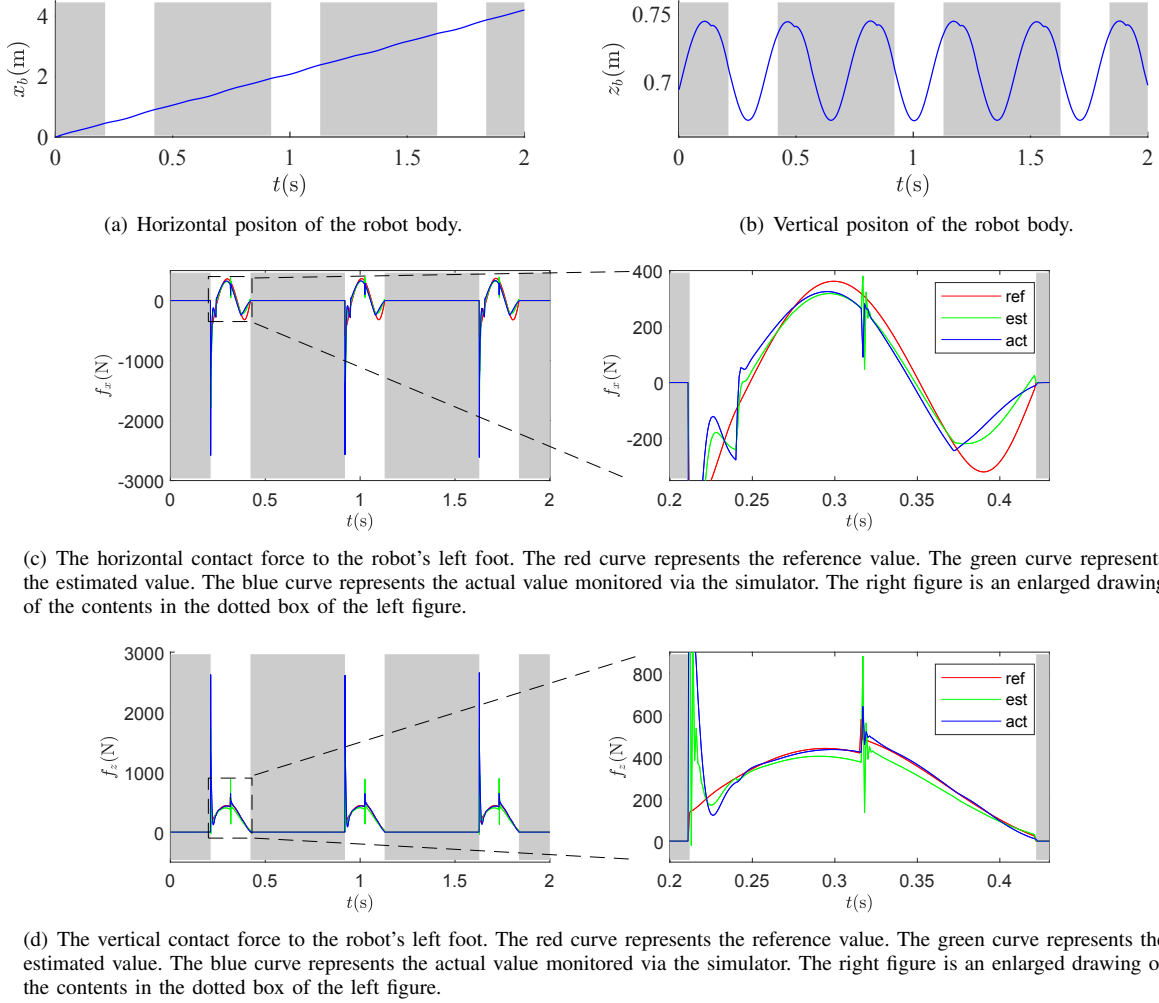 4
2
0
x_b(m)
0 0.5 1 1.5 2
t(s)
(a) Horizontal positon of the robot body.
0.75
0.7
z_b(m)
0 0.5 1 1.5 2
t(s)
(b) Vertical positon of the robot body.
0
-1000
-2000
-3000
f_x(N)
0 0.5 1 1.5 2
t(s)
400
200
0
-200
f_x(N)
ref
est
act
0.2 0.25 0.3 0.35 0.4
t(s)
(c) The horizontal contact force to the robot's left foot. The red curve represents the reference value. The green curve represent
the estimated value. The blue curve represents the actual value monitored via the simulator. The right figure is an enlarged drawing
of the contents in the dotted box of the left figure.
3000
2000
1000
0
f_z(N)
0 0.5 1 1.5 2
t(s)
800
600
400
200
0
f_z(N)
ref
est
act
0.2 0.25 0.3 0.35 0.4
t(s)
(d) The vertical contact force to the robot's left foot. The red curve represents the reference value. The green curve represents the
estimated value. The blue curve represents the actual value monitored via the simulator. The right figure is an enlarged drawing o
the contents in the dotted box of the left figure.